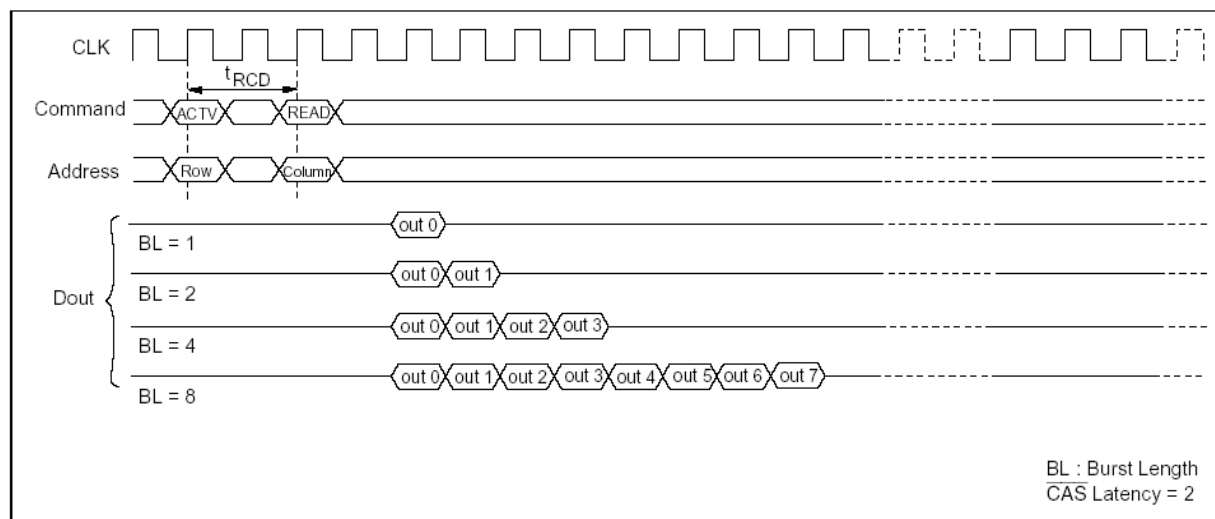 CLK
tRCD
Command ACTV READ
Address Row Column
out 0
BL = 1
out 0 out 1
BL = 2
Dout
out 0 out 1 out 2 out 3
BL = 4
out 0 out 1 out 2 out 3 out 4 out 5 out 6 out 7
BL = 8
BL : Burst Length
CAS Latency = 2